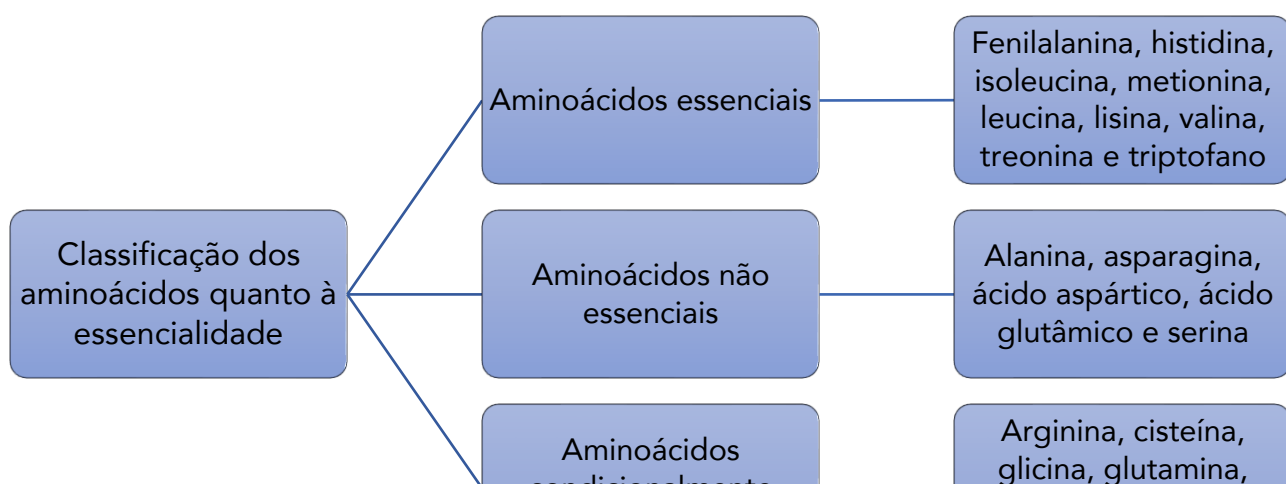 Classificação dos
aminoácidos quanto à
essencialidade
Aminoácidos essenciais
Fenilalanina, histidina,
isoleucina, metionina,
leucina, lisina, valina,
treonina e triptofano
Aminoácidos não
essenciais
Alanina, asparagina,
ácido aspártico, ácido
glutâmico e serina
Aminoácidos
condicionalmente
Arginina, cisteína,
glicina, glutamina,